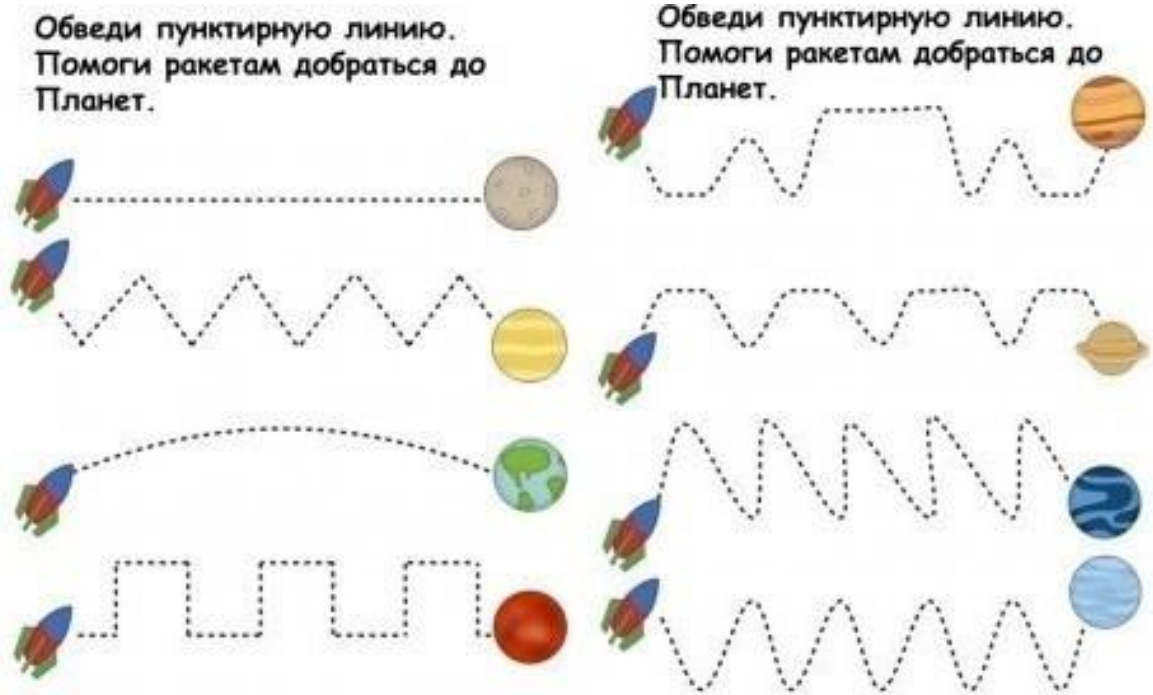 Обведи пунктирную линию.
Помоги ракетам добраться до
Планет.
Обведи пунктирную линию.
Помоги ракетам добраться до
Планет.